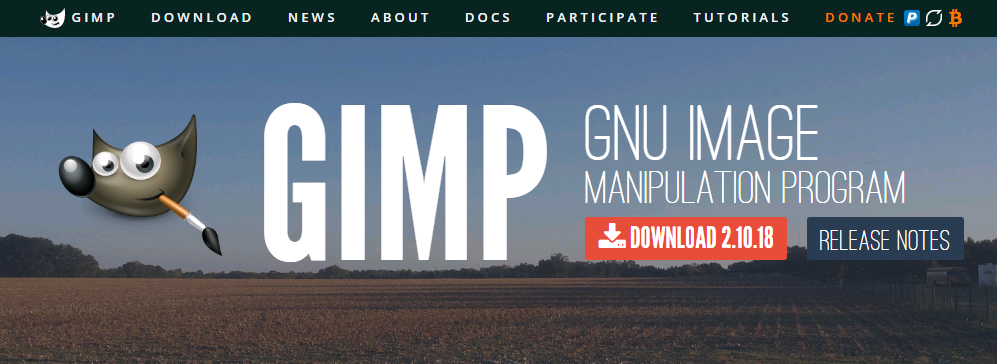 GIMP DOWNLOAD NEWS ABOUT DOCS PARTICIPATE TUTORIALS DONATE
GIMP
GNU IMAGE
MANIPULATION PROGRAM
DOWNLOAD 2.10.18
RELEASE NOTES